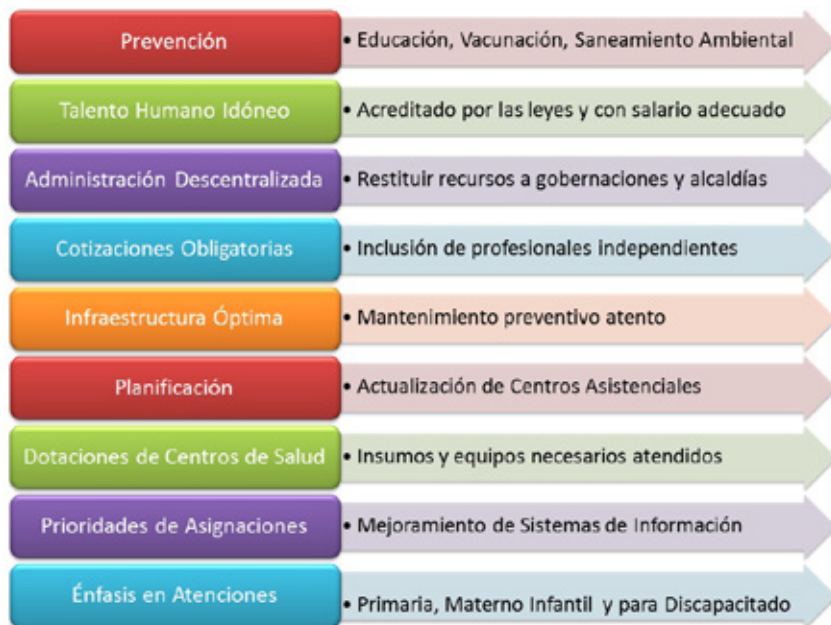 Prevención
• Educación, Vacunación, Saneamiento Ambiental
Talento Humano Idóneo
• Acreditado por las leyes y con salario adecuado
Administración Descentralizada
• Restituir recursos a gobernaciones y alcaldías
Cotizaciones Obligatorias
• Inclusión de profesionales independientes
Infraestructura Óptima
• Mantenimiento preventivo atento
Planificación
• Actualización de Centros Asistenciales
Dotaciones de Centros de Salud
• Insumos y equipos necesarios atendidos
Prioridades de Asignaciones
• Mejoramiento de Sistemas de Información
Énfasis en Atenciones
• Primaria, Materno Infantil y para Discapacitado